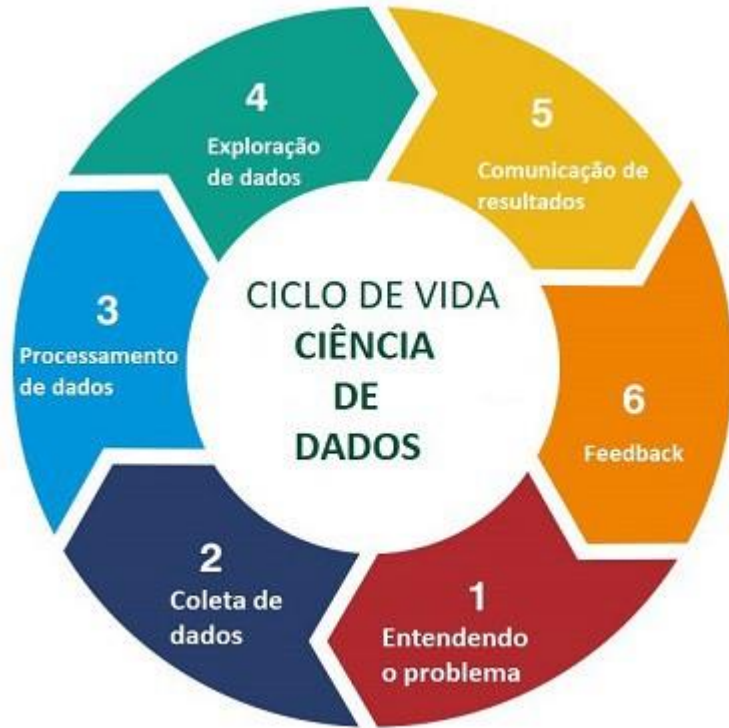 CICLO DE VIDA
CIÊNCIA
DE
DADOS
1
Entendendo
o problema
2
Coleta de
dados
3
Processamento
de dados
4
Exploração
de dados
5
Comunicação de
resultados
6
Feedback